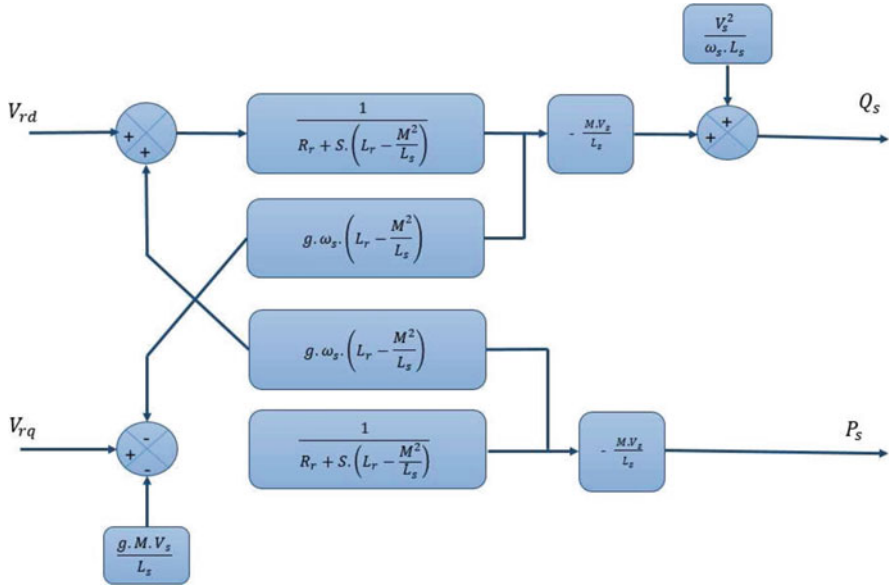 V_s^2 / ω_s . L_s
V_rd
+
+
1 / (R_r + S.(L_r − M^2/L_s))
- M.V_s / L_s
+
+
Q_s
g.ω_s.(L_r − M^2/L_s)
g.ω_s.(L_r − M^2/L_s)
V_rq
-
+
-
1 / (R_r + S.(L_r − M^2/L_s))
- M.V_s / L_s
P_s
g.M.V_s / L_s